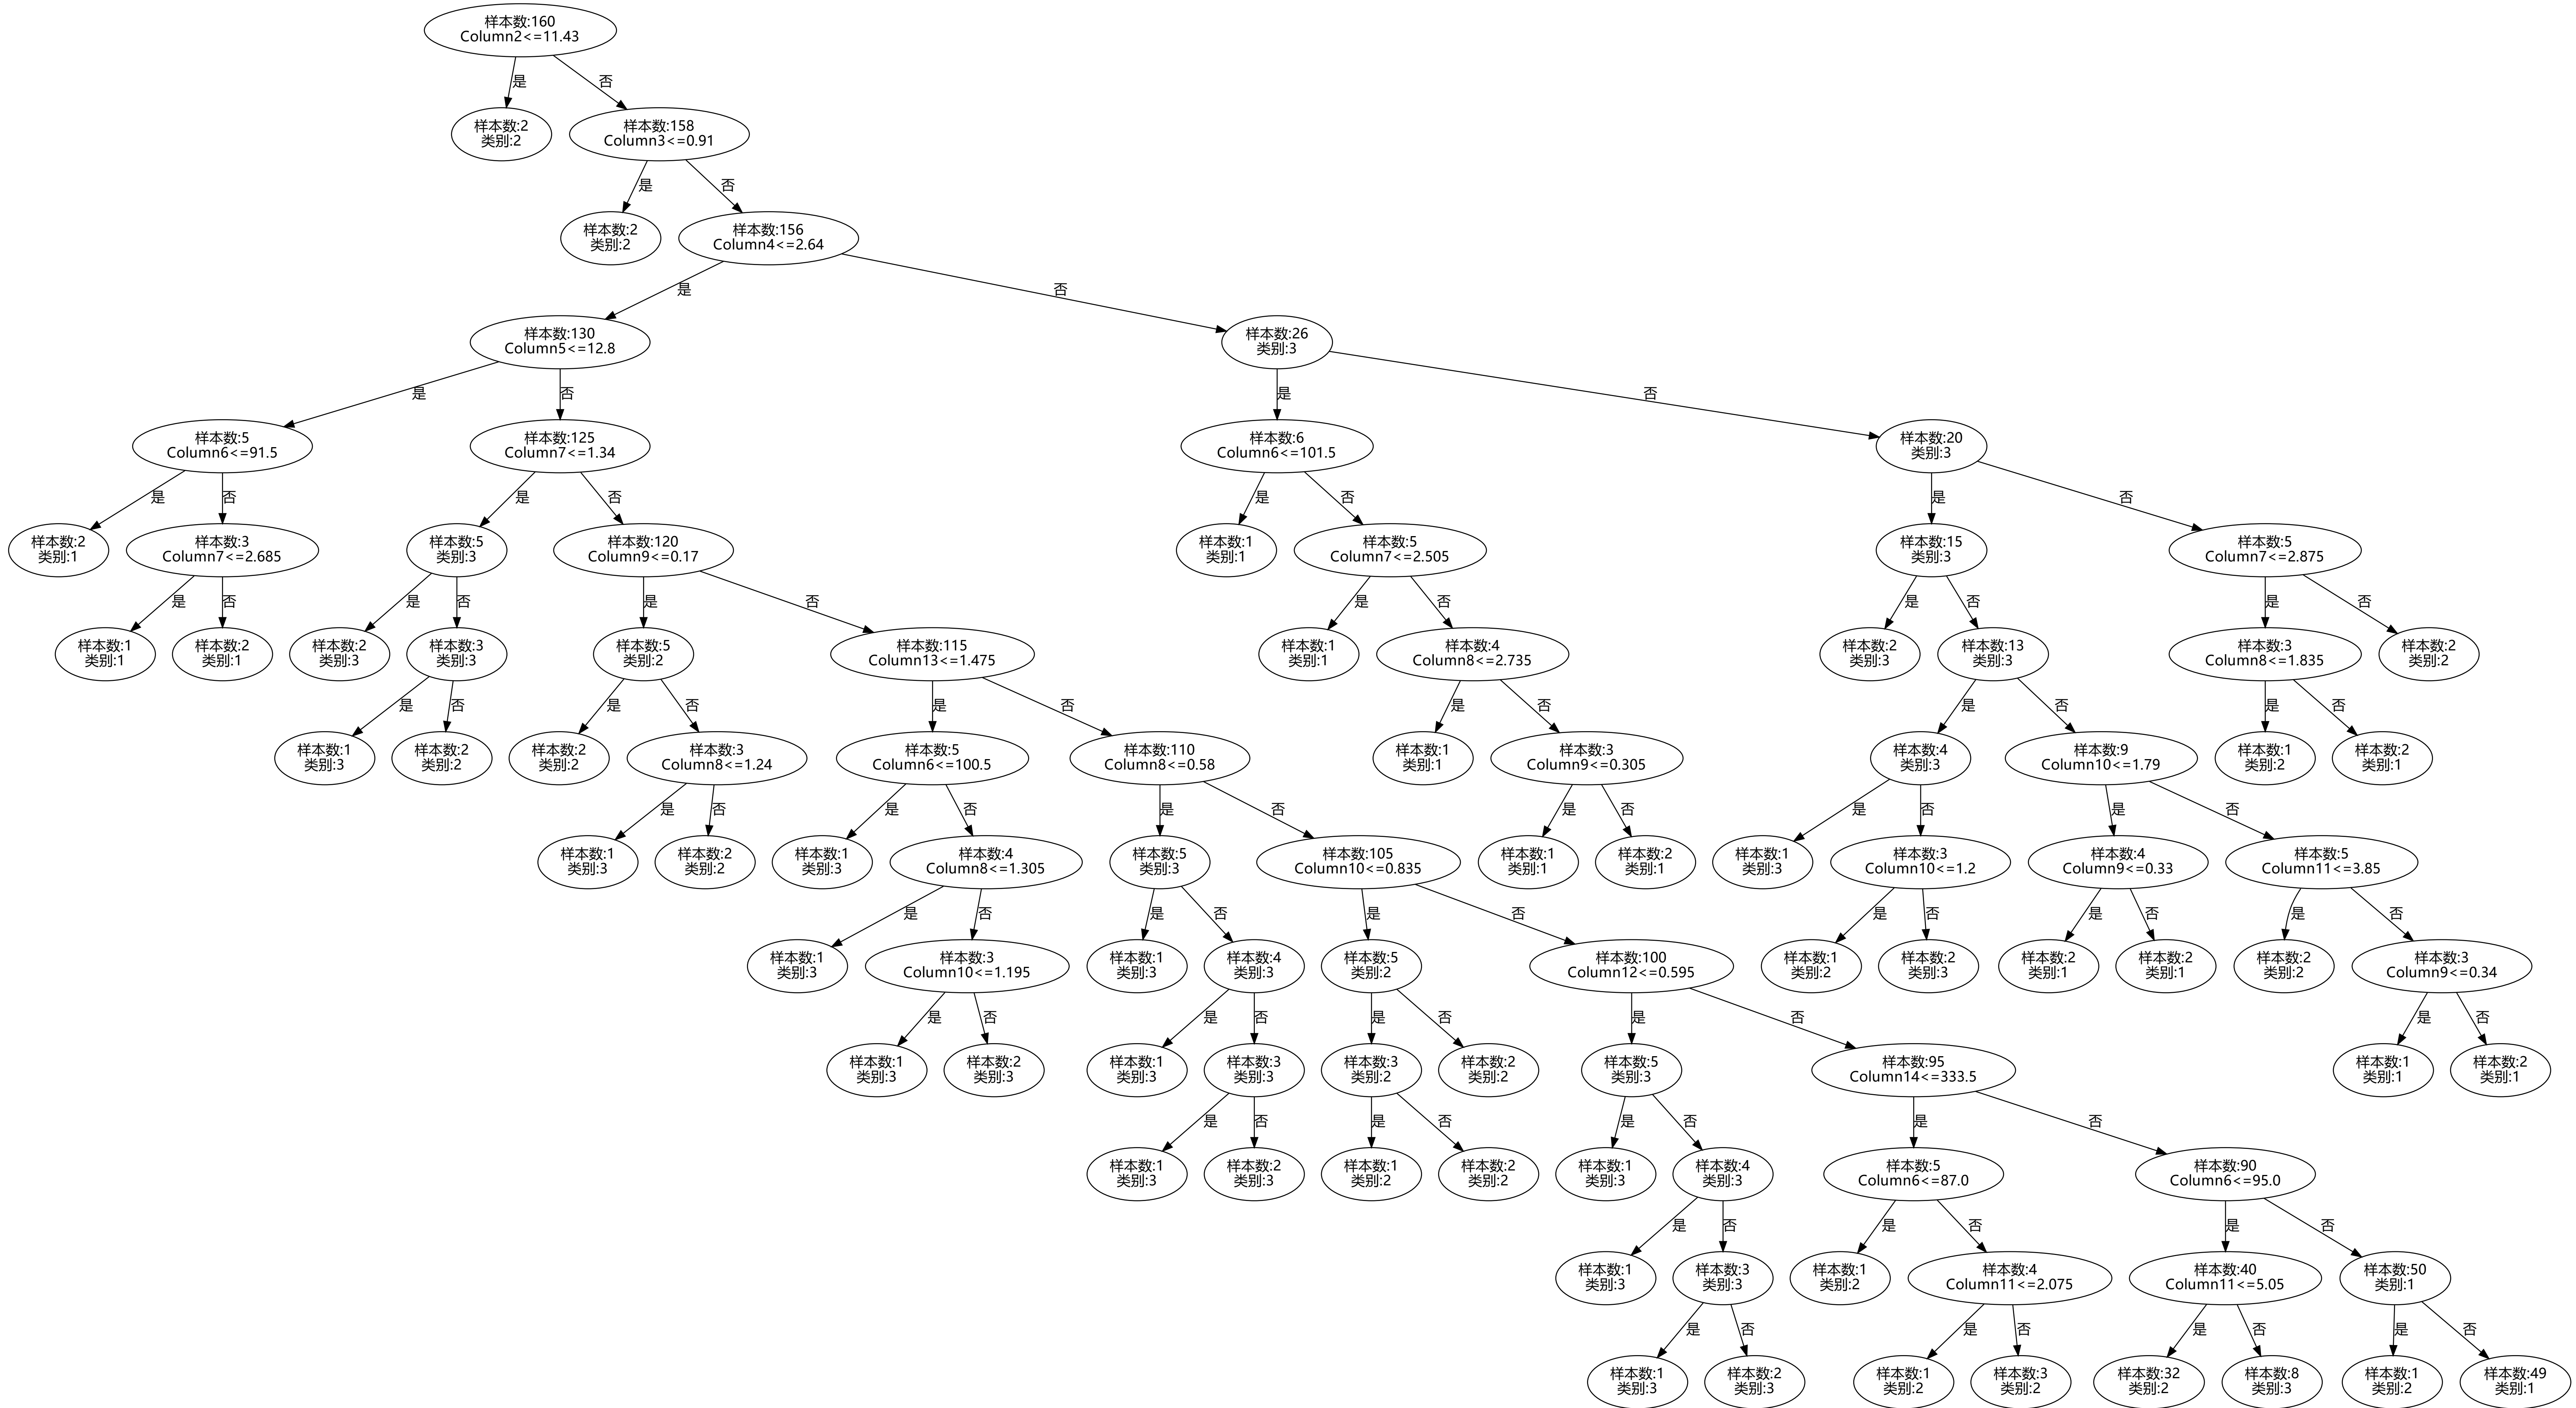 样本数:160
Column2<=11.43
是
否
样本数:2
类别:2
样本数:158
Column3<=0.91
是
否
样本数:2
类别:2
样本数:156
Column4<=2.64
是
否
样本数:130
Column5<=12.8
样本数:26
类别:3
是
否
是
否
样本数:5
Column6<=91.5
样本数:125
Column7<=1.34
样本数:6
Column6<=101.5
样本数:20
类别:3
是
否
是
否
是
否
是
否
样本数:2
类别:1
样本数:3
Column7<=2.685
样本数:5
类别:3
样本数:120
Column9<=0.17
样本数:1
类别:1
样本数:5
Column7<=2.505
样本数:15
类别:3
样本数:5
Column7<=2.875
是
否
是
否
是
否
是
否
是
否
是
否
样本数:1
类别:1
样本数:2
类别:1
样本数:2
类别:3
样本数:3
类别:3
样本数:5
类别:2
样本数:115
Column13<=1.475
样本数:1
类别:1
样本数:4
Column8<=2.735
样本数:2
类别:3
样本数:13
类别:3
样本数:3
Column8<=1.835
样本数:2
类别:2
是
否
是
否
是
否
是
否
是
否
是
否
样本数:1
类别:3
样本数:2
类别:2
样本数:2
类别:2
样本数:3
Column8<=1.24
样本数:5
Column6<=100.5
样本数:110
Column8<=0.58
样本数:1
类别:1
样本数:3
Column9<=0.305
样本数:4
类别:3
样本数:9
Column10<=1.79
样本数:1
类别:2
样本数:2
类别:1
是
否
是
否
是
否
是
否
是
否
是
否
样本数:1
类别:3
样本数:2
类别:2
样本数:1
类别:3
样本数:4
Column8<=1.305
样本数:5
类别:3
样本数:105
Column10<=0.835
样本数:1
类别:1
样本数:2
类别:1
样本数:1
类别:3
样本数:3
Column10<=1.2
样本数:4
Column9<=0.33
样本数:5
Column11<=3.85
是
否
是
否
是
否
是
否
是
否
是
否
样本数:1
类别:3
样本数:3
Column10<=1.195
样本数:1
类别:3
样本数:4
类别:3
样本数:5
类别:2
样本数:100
Column12<=0.595
样本数:1
类别:2
样本数:2
类别:3
样本数:2
类别:1
样本数:2
类别:1
样本数:2
类别:2
样本数:3
Column9<=0.34
是
否
是
否
是
否
是
否
是
否
样本数:1
类别:3
样本数:2
类别:3
样本数:1
类别:3
样本数:3
类别:3
样本数:3
类别:2
样本数:2
类别:2
样本数:5
类别:3
样本数:95
Column14<=333.5
样本数:1
类别:1
样本数:2
类别:1
是
否
是
否
是
否
是
否
样本数:1
类别:3
样本数:2
类别:3
样本数:1
类别:2
样本数:2
类别:2
样本数:1
类别:3
样本数:4
类别:3
样本数:5
Column6<=87.0
样本数:90
Column6<=95.0
是
否
是
否
是
否
样本数:1
类别:3
样本数:3
类别:3
样本数:1
类别:2
样本数:4
Column11<=2.075
样本数:40
Column11<=5.05
样本数:50
类别:1
是
否
是
否
是
否
是
否
样本数:1
类别:3
样本数:2
类别:3
样本数:1
类别:2
样本数:3
类别:2
样本数:32
类别:2
样本数:8
类别:3
样本数:1
类别:2
样本数:49
类别:1